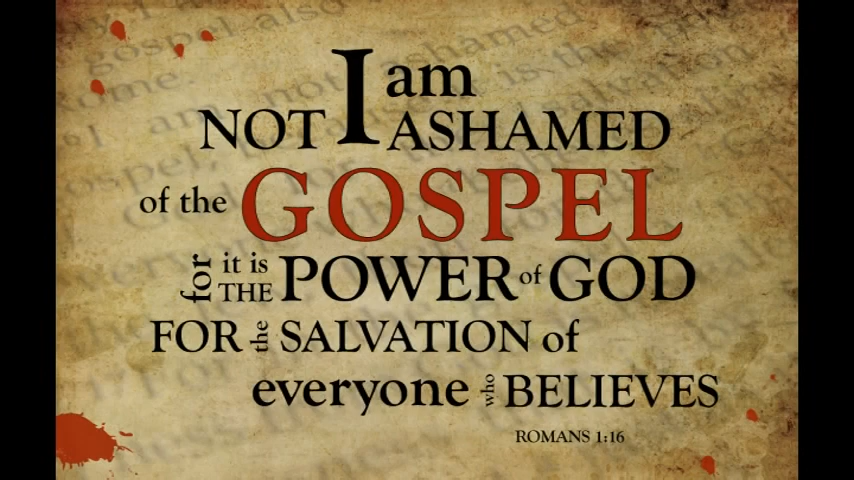 I am
NOT ASHAMED
of the GOSPEL
for it is THE POWER of GOD
FOR the SALVATION of
everyone who BELIEVES
ROMANS 1:16